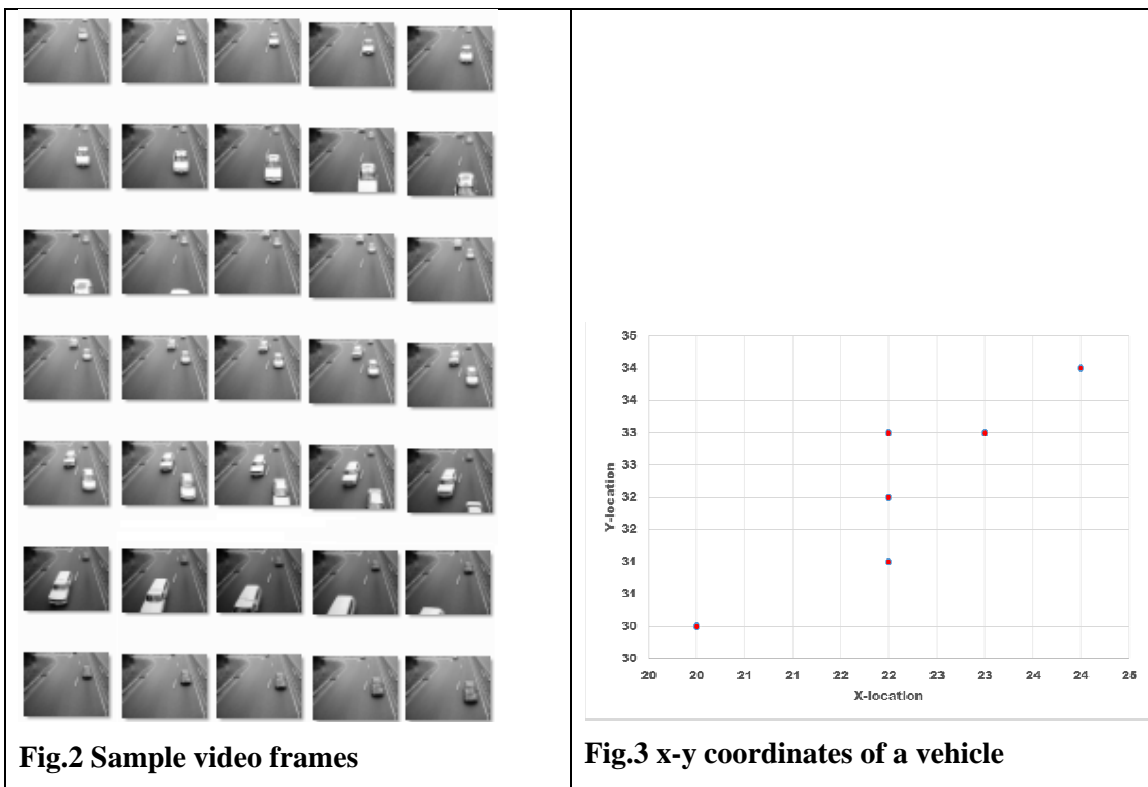 35
34
34
33
33
32
32
31
31
30
30
Y-location
20 20 21 21 22 22 23 23 24 24 25
X-location
Fig.2 Sample video frames
Fig.3 x-y coordinates of a vehicle